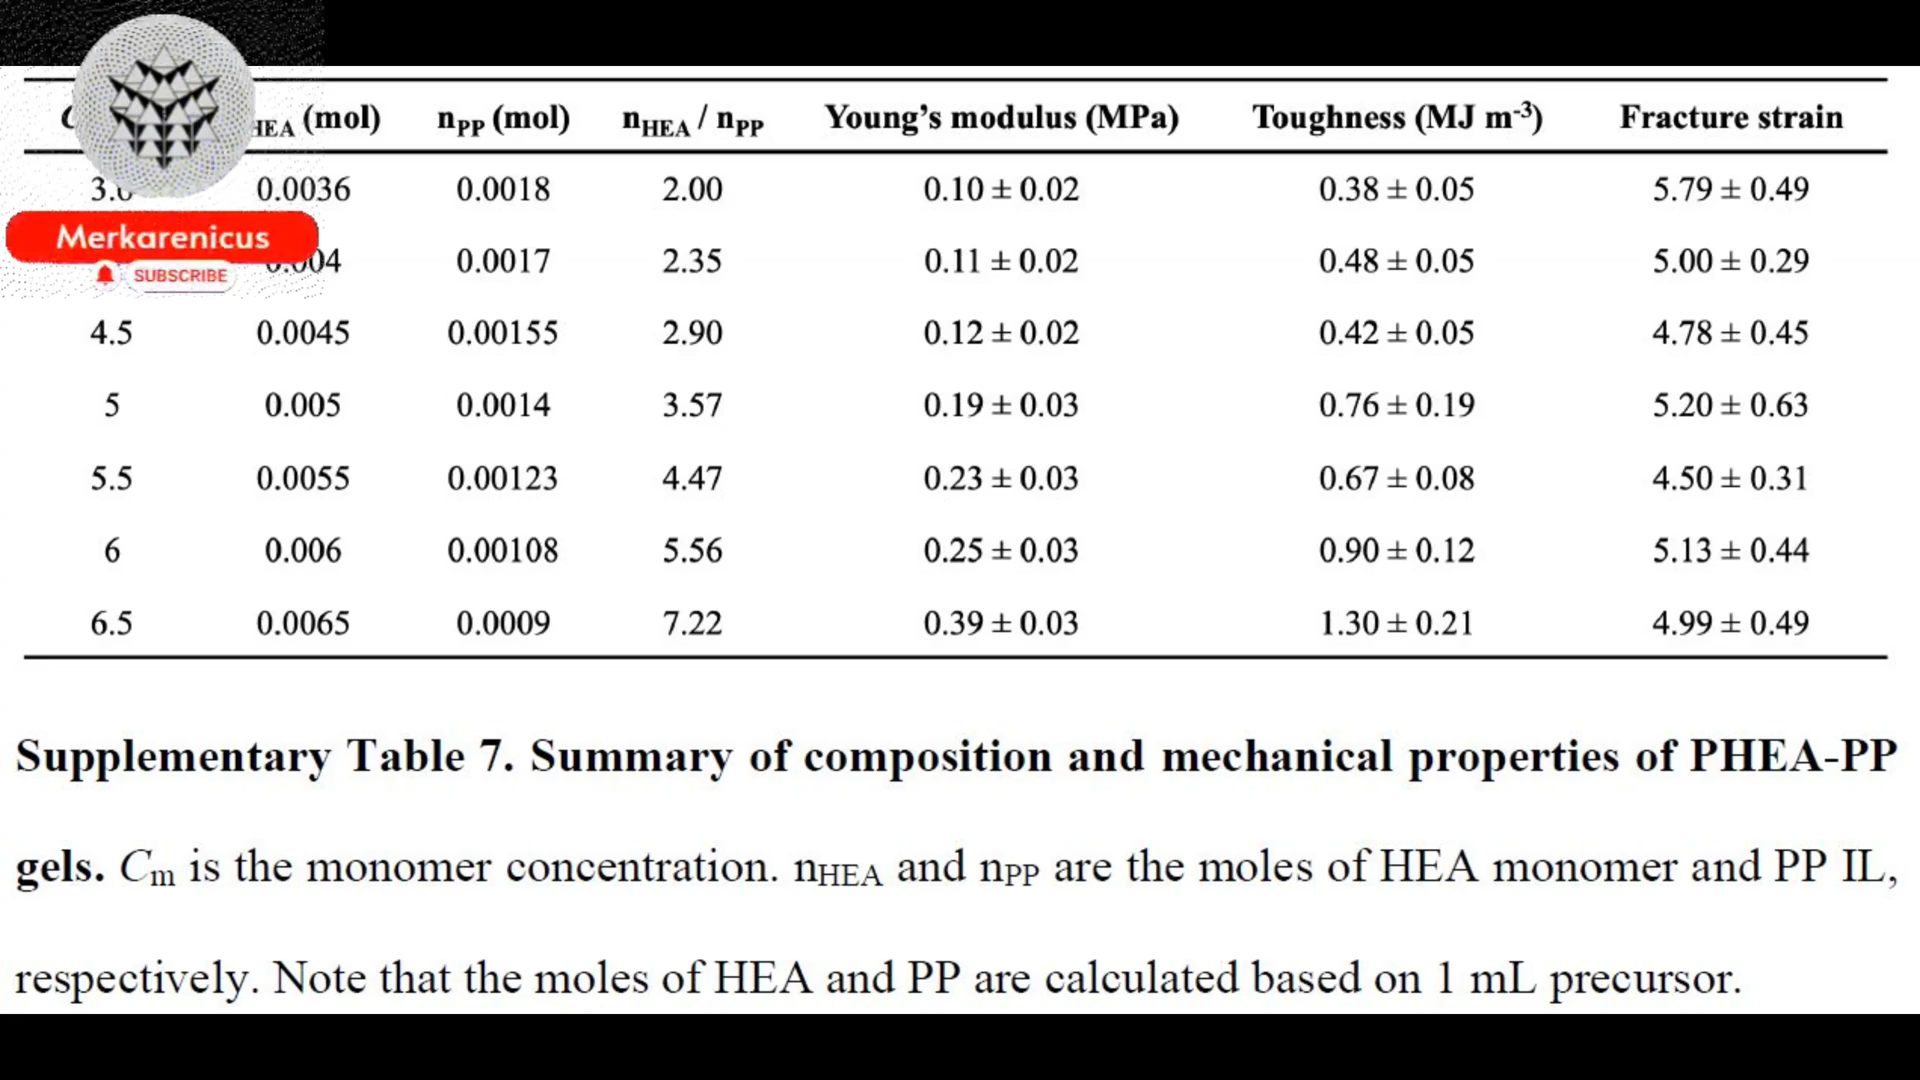 HEA (mol) nPP (mol) nHEA / nPP Young's modulus (MPa) Toughness (MJ m-3) Fracture strain
0.0036 0.0018 2.00 0.10 ± 0.02 0.38 ± 0.05 5.79 ± 0.49
Merkarenicus
0.0017 2.35 0.11 ± 0.02 0.48 ± 0.05 5.00 ± 0.29
SUBSCRIBE
4.5 0.0045 0.00155 2.90 0.12 ± 0.02 0.42 ± 0.05 4.78 ± 0.45
5 0.005 0.0014 3.57 0.19 ± 0.03 0.76 ± 0.19 5.20 ± 0.63
5.5 0.0055 0.00123 4.47 0.23 ± 0.03 0.67 ± 0.08 4.50 ± 0.31
6 0.006 0.00108 5.56 0.25 ± 0.03 0.90 ± 0.12 5.13 ± 0.44
6.5 0.0065 0.0009 7.22 0.39 ± 0.03 1.30 ± 0.21 4.99 ± 0.49
Supplementary Table 7. Summary of composition and mechanical properties of PHEA-PP
gels. Cm is the monomer concentration. nHEA and nPP are the moles of HEA monomer and PP IL,
respectively. Note that the moles of HEA and PP are calculated based on 1 mL precursor.